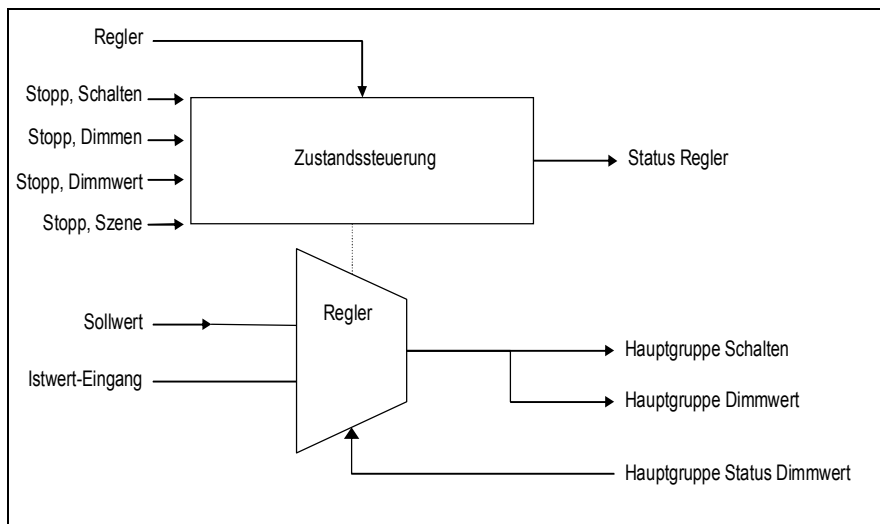 Regler
Stopp, Schalten
Stopp, Dimmen
Stopp, Dimmwert
Stopp, Szene
Zustandssteuerung
Status Regler
Regler
Sollwert
Istwert-Eingang
Hauptgruppe Schalten
Hauptgruppe Dimmwert
Hauptgruppe Status Dimmwert